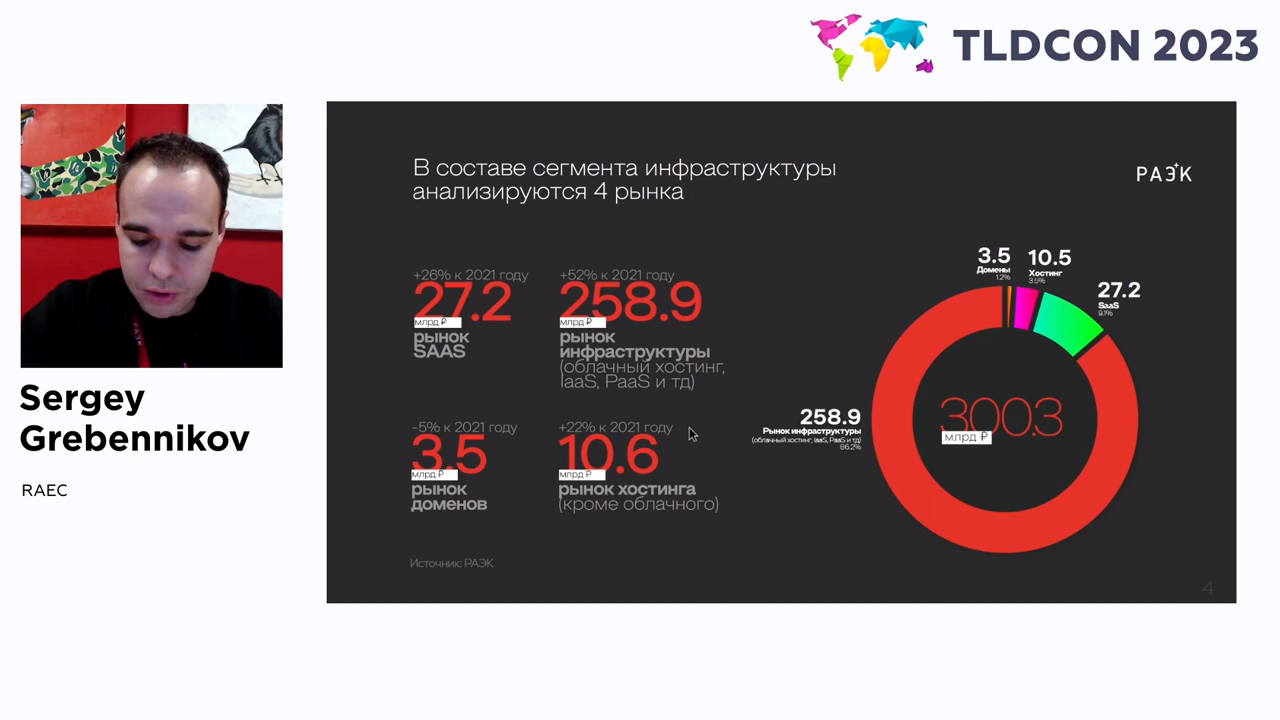 TLDCON 2023
Sergey
Grebennikov
RAEC
В составе сегмента инфраструктуры
анализируются 4 рынка
РАЭК
+26% к 2021 году
27.2
млрд ₽
рынок
SAAS
+52% к 2021 году
258.9
млрд ₽
рынок
инфраструктуры
(облачный хостинг,
IaaS, PaaS и тд)
-5% к 2021 году
3.5
млрд ₽
рынок
доменов
+22% к 2021 году
10.6
млрд ₽
рынок хостинга
(кроме облачного)
Источник: РАЭК
3.5
Домены
1.2%
10.5
Хостинг
3.5%
27.2
SaaS
9.1%
258.9
Рынок инфраструктуры
(облачный хостинг, IaaS, PaaS и тд)
86.2%
300.3
млрд ₽
4